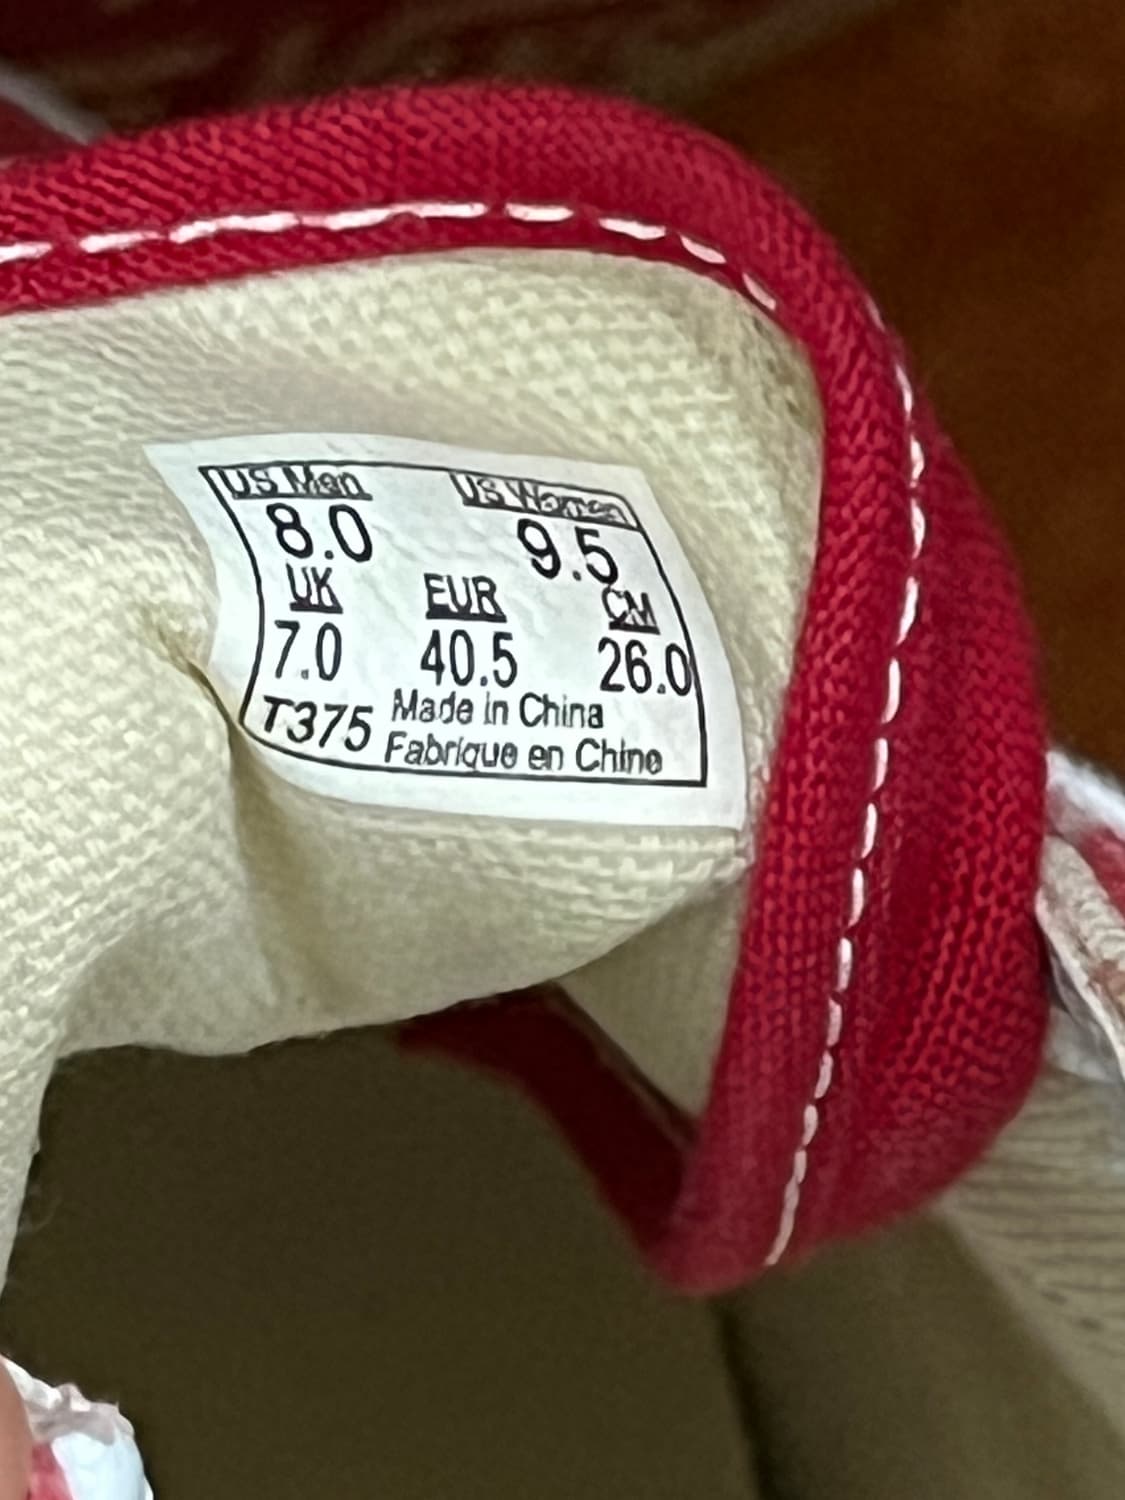 US Men US Women
8.0 9.5
UK EUR CM
7.0 40.5 26.0
T375 Made in China
Fabrique en Chine